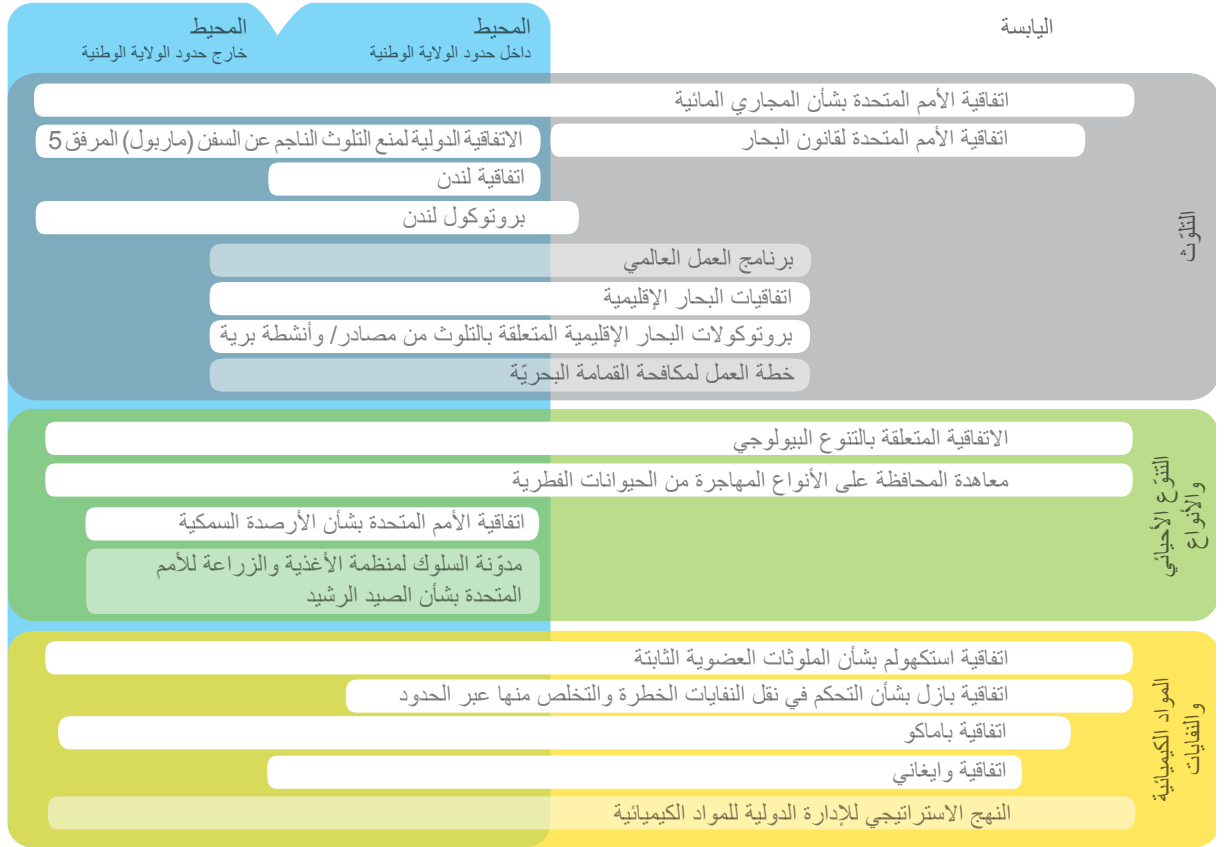 اليابسة
المحيط
داخل حدود الولاية الوطنية
المحيط
خارج حدود الولاية الوطنية
التلوّث
اتفاقية الأمم المتحدة بشأن المجاري المائية
اتفاقية الأمم المتحدة لقانون البحار
الاتفاقية الدولية لمنع التلوث الناجم عن السفن (ماربول) المرفق 5
اتفاقية لندن
بروتوكول لندن
برنامج العمل العالمي
اتفاقيات البحار الإقليمية
بروتوكولات البحار الإقليمية المتعلقة بالتلوث من مصادر/ وأنشطة برية
خطة العمل لمكافحة القمامة البحريّة
التنوّع الأحيائي
والأنواع
الاتفاقية المتعلقة بالتنوع البيولوجي
معاهدة المحافظة على الأنواع المهاجرة من الحيوانات الفطرية
اتفاقية الأمم المتحدة بشأن الأرصدة السمكية
مدوّنة السلوك لمنظمة الأغذية والزراعة للأمم
المتحدة بشأن الصيد الرشيد
المواد الكيميائية
والنفايات
اتفاقية استكهولم بشأن الملوثات العضوية الثابتة
اتفاقية بازل بشأن التحكم في نقل النفايات الخطرة والتخلص منها عبر الحدود
اتفاقية باماكو
اتفاقية وايغاني
النهج الاستراتيجي للإدارة الدولية للمواد الكيميائية